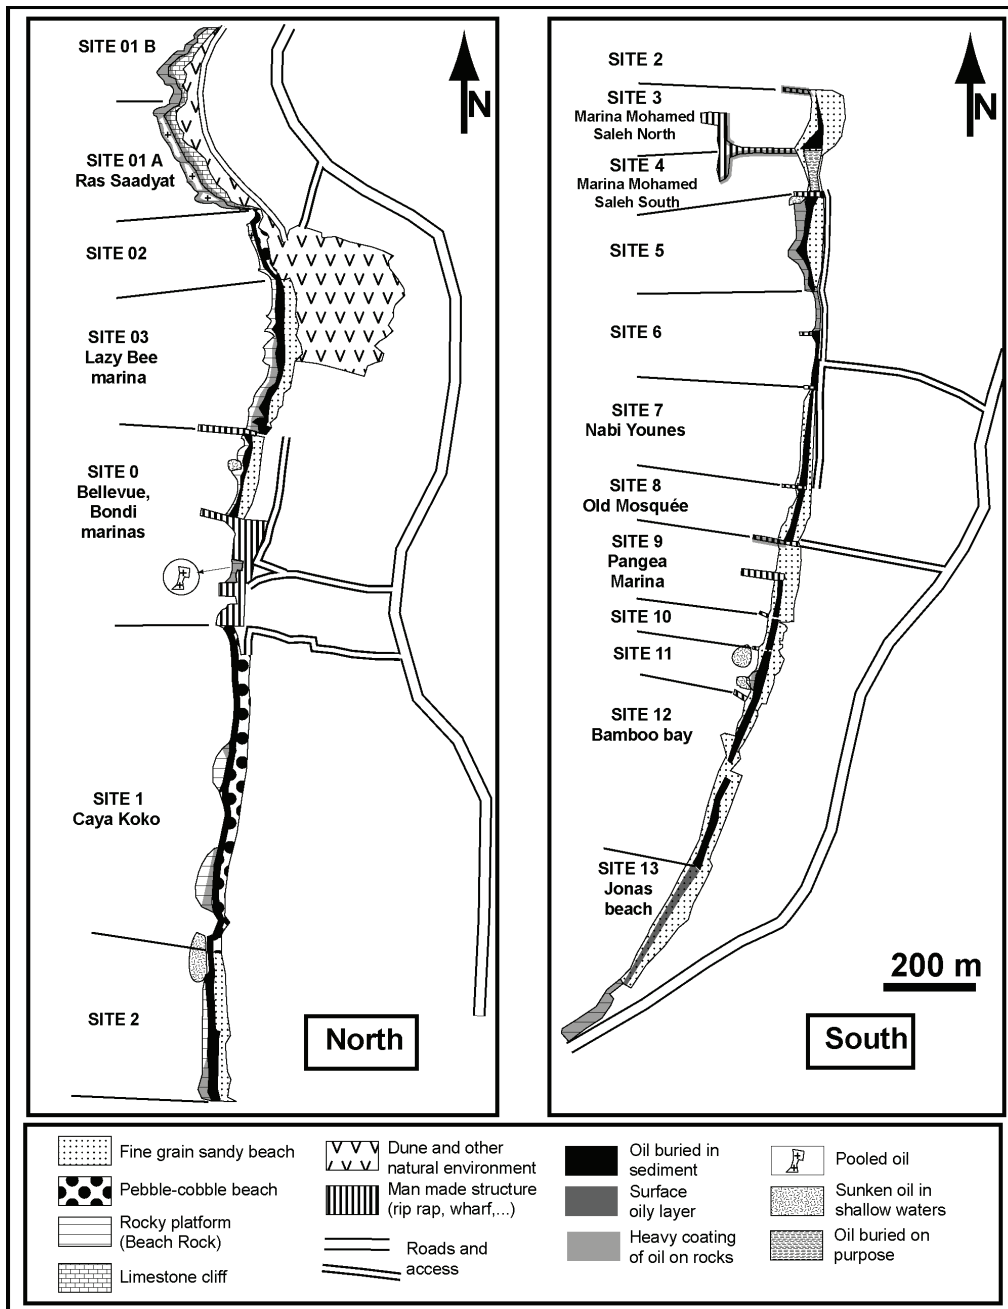 SITE 01 B
N
SITE 01 A
Ras Saadyat
SITE 02
SITE 03
Lazy Bee
marina
SITE 0
Bellevue,
Bondi
marinas
SITE 1
Caya Koko
SITE 2
North
SITE 2
N
SITE 3
Marina Mohamed
Saleh North
SITE 4
Marina Mohamed
Saleh South
SITE 5
SITE 6
SITE 7
Nabi Younes
SITE 8
Old Mosquée
SITE 9
Pangea
Marina
SITE 10
SITE 11
SITE 12
Bamboo bay
SITE 13
Jonas
beach
200 m
South
Fine grain sandy beach
Pebble-cobble beach
Rocky platform
(Beach Rock)
Limestone cliff
Dune and other
natural environment
Man made structure
(rip rap, wharf,...)
Roads and
access
Oil buried in
sediment
Surface
oily layer
Heavy coating
of oil on rocks
Pooled oil
Sunken oil in
shallow waters
Oil buried on
purpose